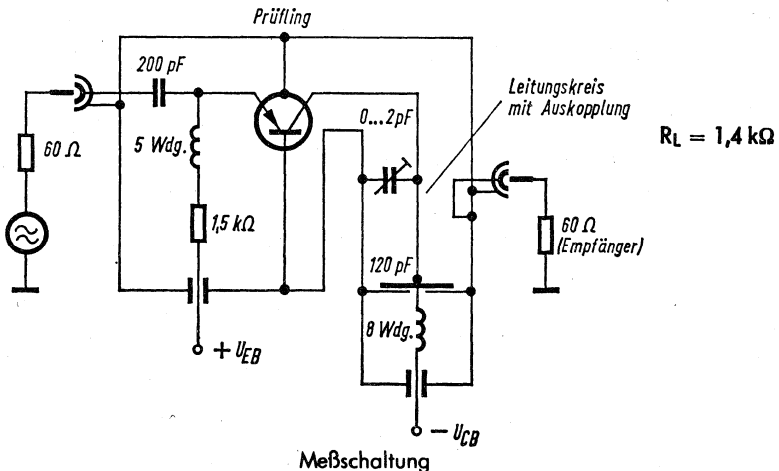 Prüfling
200 pF
Leitungskreis
mit Auskopplung
0...2pF
60 Ω
5 Wdg.
R_L = 1,4 kΩ
1,5 kΩ
60 Ω
(Empfänger)
120 pF
8 Wdg.
+ U_EB
− U_CB
Meßschaltung